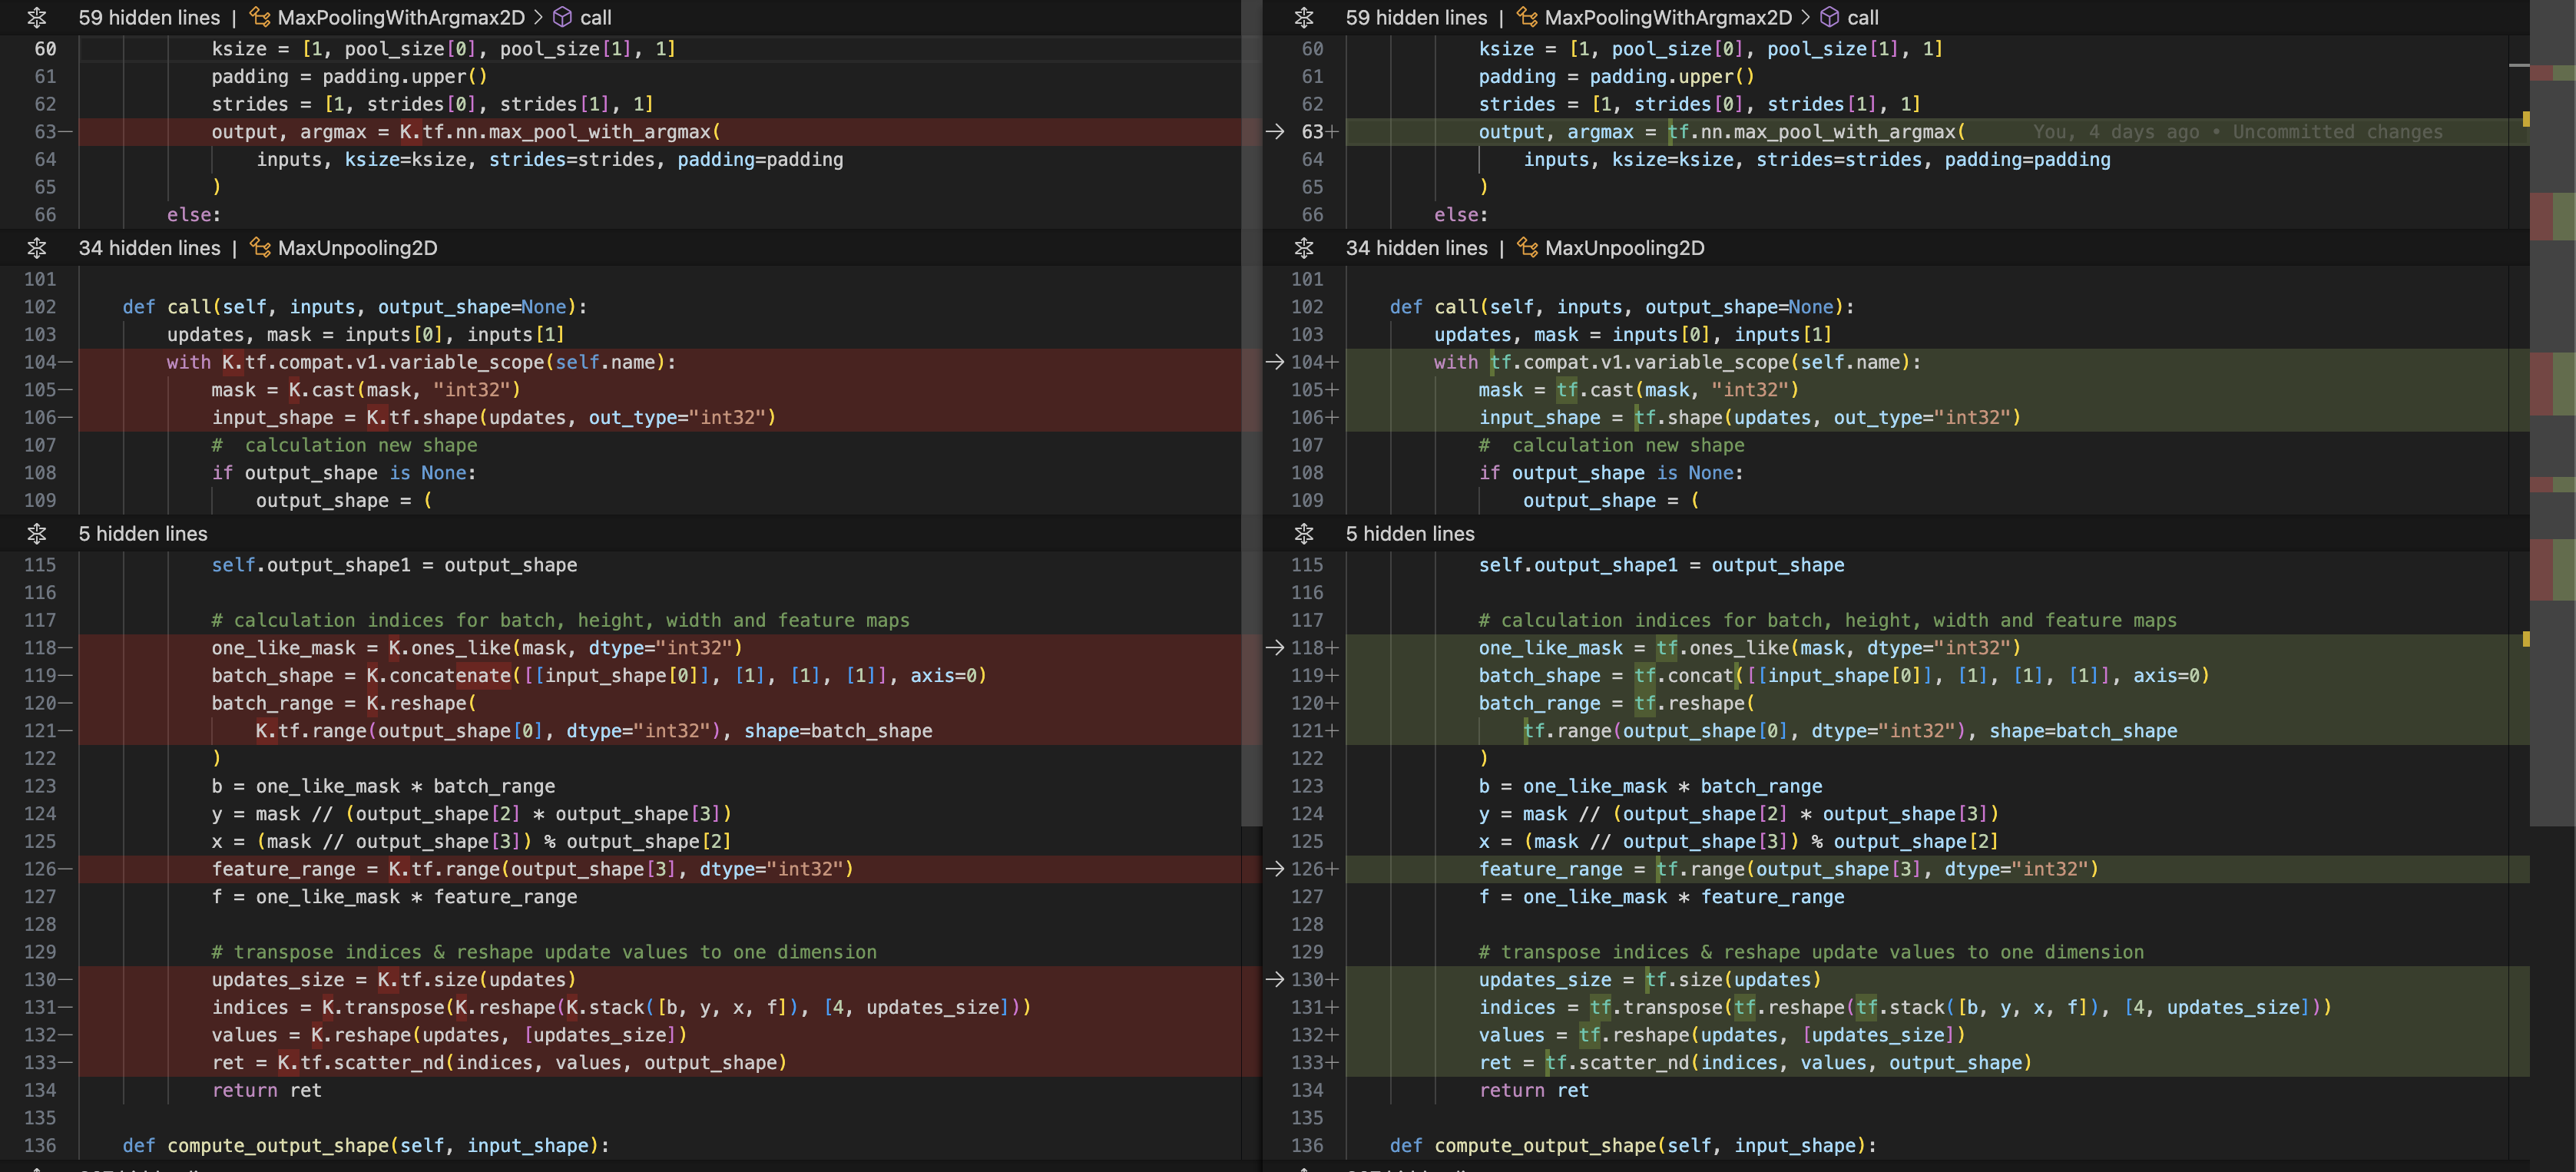 59 hidden lines | MaxPoolingWithArgmax2D > call
60 ksize = [1, pool_size[0], pool_size[1], 1]
61 padding = padding.upper()
62 strides = [1, strides[0], strides[1], 1]
63− output, argmax = K.tf.nn.max_pool_with_argmax(
64 inputs, ksize=ksize, strides=strides, padding=padding
65 )
66 else:
34 hidden lines | MaxUnpooling2D
101
102 def call(self, inputs, output_shape=None):
103 updates, mask = inputs[0], inputs[1]
104− with K.tf.compat.v1.variable_scope(self.name):
105− mask = K.cast(mask, "int32")
106− input_shape = K.tf.shape(updates, out_type="int32")
107 #  calculation new shape
108 if output_shape is None:
109 output_shape = (
5 hidden lines
115 self.output_shape1 = output_shape
116
117 # calculation indices for batch, height, width and feature maps
118− one_like_mask = K.ones_like(mask, dtype="int32")
119− batch_shape = K.concatenate([[input_shape[0]], [1], [1], [1]], axis=0)
120− batch_range = K.reshape(
121− K.tf.range(output_shape[0], dtype="int32"), shape=batch_shape
122 )
123 b = one_like_mask * batch_range
124 y = mask // (output_shape[2] * output_shape[3])
125 x = (mask // output_shape[3]) % output_shape[2]
126− feature_range = K.tf.range(output_shape[3], dtype="int32")
127 f = one_like_mask * feature_range
128
129 # transpose indices & reshape update values to one dimension
130− updates_size = K.tf.size(updates)
131− indices = K.transpose(K.reshape(K.stack([b, y, x, f]), [4, updates_size]))
132− values = K.reshape(updates, [updates_size])
133− ret = K.tf.scatter_nd(indices, values, output_shape)
134 return ret
135
136 def compute_output_shape(self, input_shape):
59 hidden lines | MaxPoolingWithArgmax2D > call
60 ksize = [1, pool_size[0], pool_size[1], 1]
61 padding = padding.upper()
62 strides = [1, strides[0], strides[1], 1]
→ 63+ output, argmax = tf.nn.max_pool_with_argmax( You, 4 days ago • Uncommitted changes
64 inputs, ksize=ksize, strides=strides, padding=padding
65 )
66 else:
34 hidden lines | MaxUnpooling2D
101
102 def call(self, inputs, output_shape=None):
103 updates, mask = inputs[0], inputs[1]
→ 104+ with tf.compat.v1.variable_scope(self.name):
105+ mask = tf.cast(mask, "int32")
106+ input_shape = tf.shape(updates, out_type="int32")
107 #  calculation new shape
108 if output_shape is None:
109 output_shape = (
5 hidden lines
115 self.output_shape1 = output_shape
116
117 # calculation indices for batch, height, width and feature maps
→ 118+ one_like_mask = tf.ones_like(mask, dtype="int32")
119+ batch_shape = tf.concat([[input_shape[0]], [1], [1], [1]], axis=0)
120+ batch_range = tf.reshape(
121+ tf.range(output_shape[0], dtype="int32"), shape=batch_shape
122 )
123 b = one_like_mask * batch_range
124 y = mask // (output_shape[2] * output_shape[3])
125 x = (mask // output_shape[3]) % output_shape[2]
→ 126+ feature_range = tf.range(output_shape[3], dtype="int32")
127 f = one_like_mask * feature_range
128
129 # transpose indices & reshape update values to one dimension
→ 130+ updates_size = tf.size(updates)
131+ indices = tf.transpose(tf.reshape(tf.stack([b, y, x, f]), [4, updates_size]))
132+ values = tf.reshape(updates, [updates_size])
133+ ret = tf.scatter_nd(indices, values, output_shape)
134 return ret
135
136 def compute_output_shape(self, input_shape):